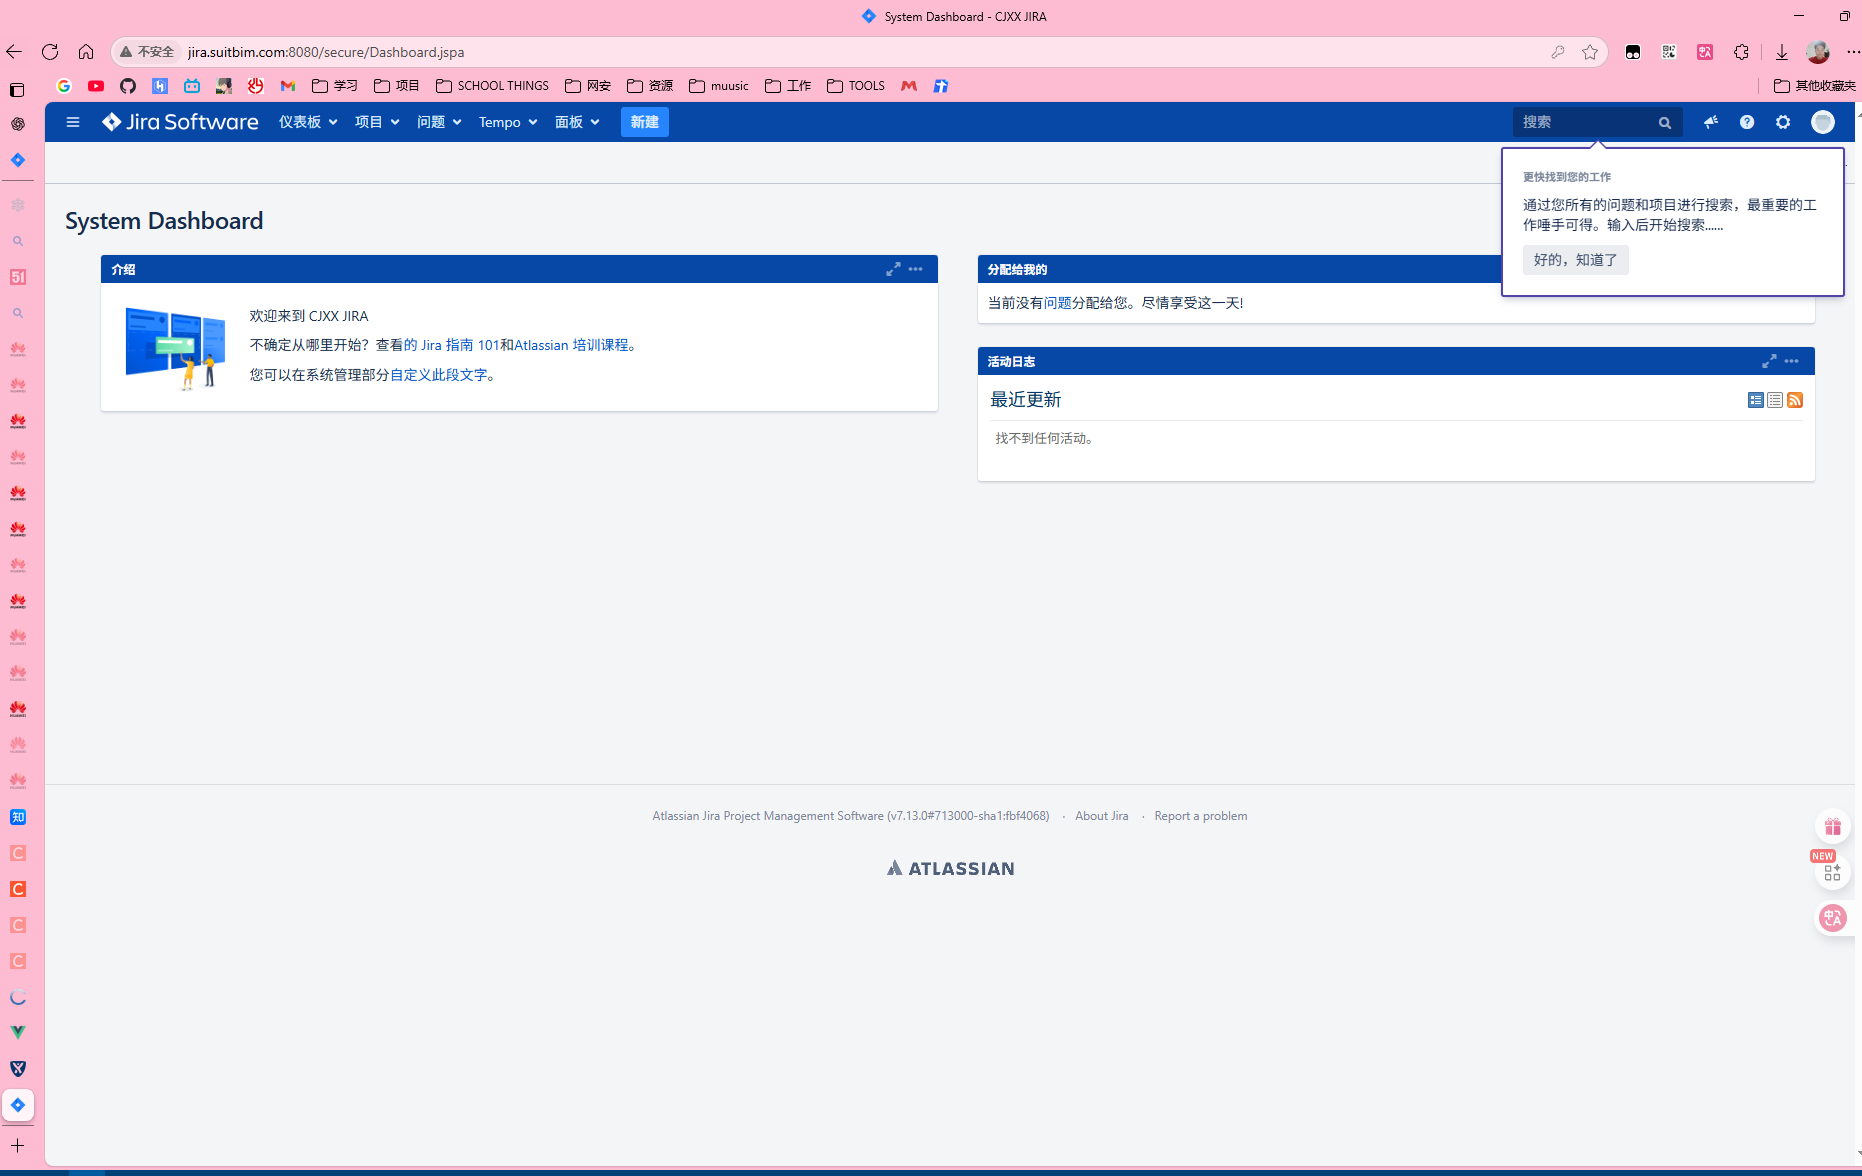 System Dashboard - CJXX JIRA
不安全 jira.suitbim.com:8080/secure/Dashboard.jspa
学习 项目 SCHOOL THINGS 网安 资源 muusic 工作 TOOLS 其他收藏夹
Jira Software 仪表板 项目 问题 Tempo 面板 新建 搜索
更快找到您的工作
通过您所有的问题和项目进行搜索，最重要的工
作唾手可得。输入后开始搜索......
好的，知道了
System Dashboard
介绍
欢迎来到 CJXX JIRA
不确定从哪里开始？查看的 Jira 指南 101和Atlassian 培训课程。
您可以在系统管理部分自定义此段文字。
分配给我的
当前没有问题分配给您。尽情享受这一天!
活动日志
最近更新
找不到任何活动。
Atlassian Jira Project Management Software (v7.13.0#713000-sha1:fbf4068) · About Jira · Report a problem
ATLASSIAN
NEW